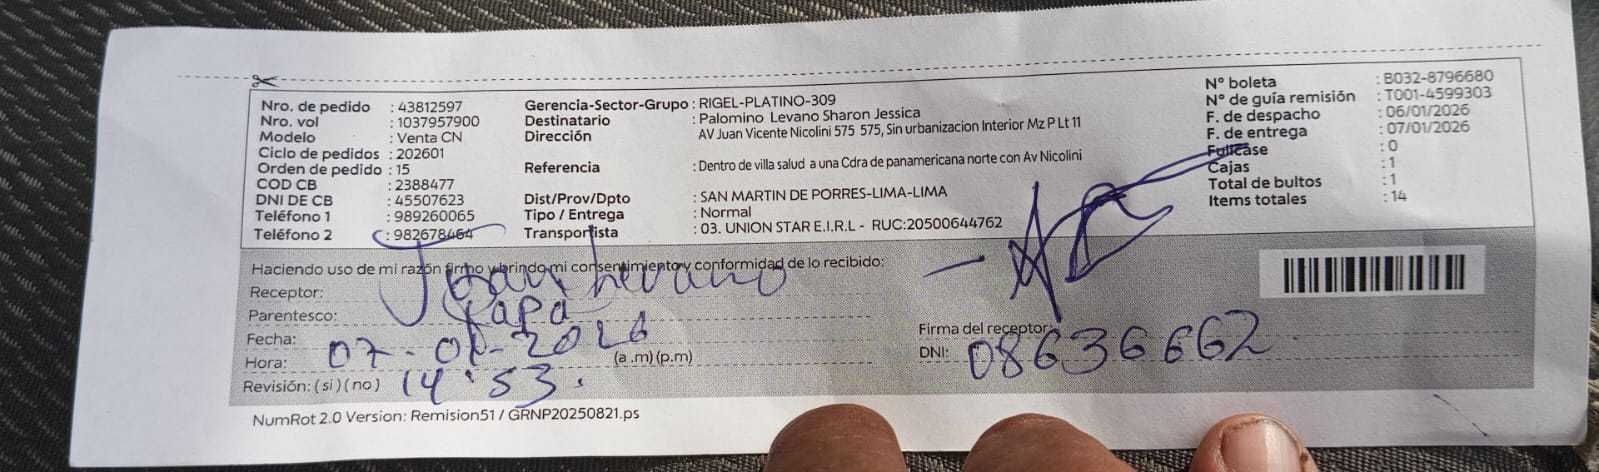 Nro. de pedido : 43812597
Nro. vol : 1037957900
Modelo : Venta CN
Ciclo de pedidos : 202601
Orden de pedido : 15
COD CB : 2388477
DNI DE CB : 45507623
Teléfono 1 : 989260065
Teléfono 2 : 982678464
Gerencia-Sector-Grupo : RIGEL-PLATINO-309
Destinatario : Palomino Levano Sharon Jessica
Dirección AV Juan Vicente Nicolini 575 575, Sin urbanizacion Interior Mz P Lt 11
Referencia : Dentro de villa salud a una Cdra de panamericana norte con Av Nicolini
Dist/Prov/Dpto : SAN MARTIN DE PORRES-LIMA-LIMA
Tipo / Entrega : Normal
Transportista : 03. UNION STAR E.I.R.L - RUC:20500644762
N° boleta : B032-8796680
N° de guía remisión : T001-4599303
F. de despacho : 06/01/2026
F. de entrega : 07/01/2026
Fullcase : 0
Cajas : 1
Total de bultos : 1
Items totales : 14
Haciendo uso de mi razón firmo y brindo mi consentimiento y conformidad de lo recibido:
Receptor: Levano
Parentesco: Papa
Fecha: 07-01-2026
Hora: 14:53 (a.m) (p.m)
Revisión: (si) (no)
Firma del receptor:
DNI: 08636662
NumRot 2.0 Version: Remision51 / GRNP20250821.ps